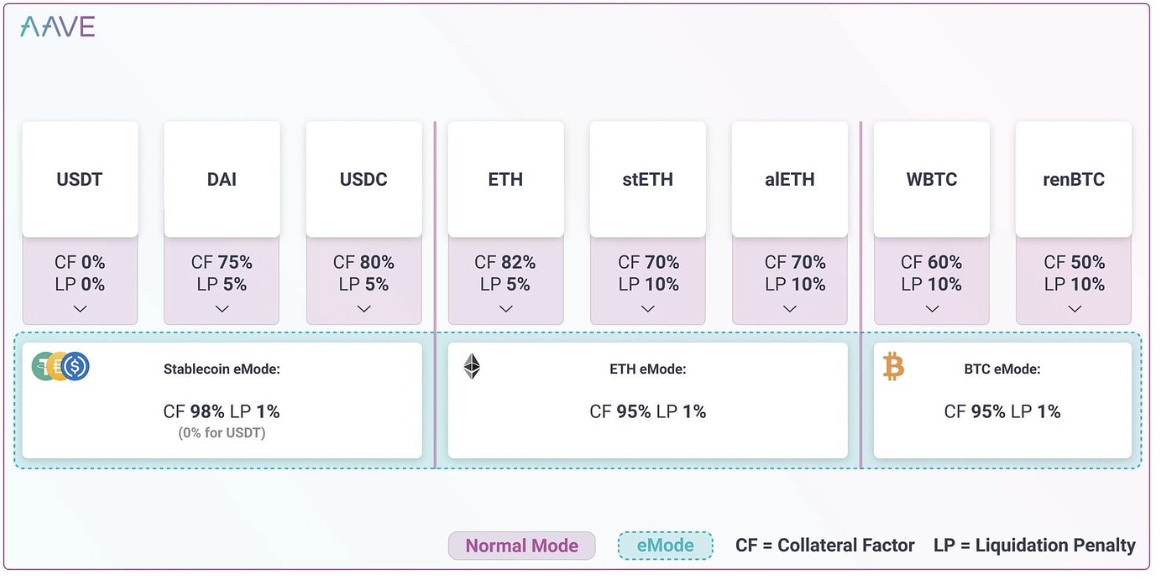 AAVE
USDT
DAI
USDC
ETH
stETH
alETH
WBTC
renBTC
CF 0%
LP 0%
CF 75%
LP 5%
CF 80%
LP 5%
CF 82%
LP 5%
CF 70%
LP 10%
CF 70%
LP 10%
CF 60%
LP 10%
CF 50%
LP 10%
Stablecoin eMode:
CF 98% LP 1%
(0% for USDT)
ETH eMode:
CF 95% LP 1%
BTC eMode:
CF 95% LP 1%
Normal Mode
eMode
CF = Collateral Factor
LP = Liquidation Penalty